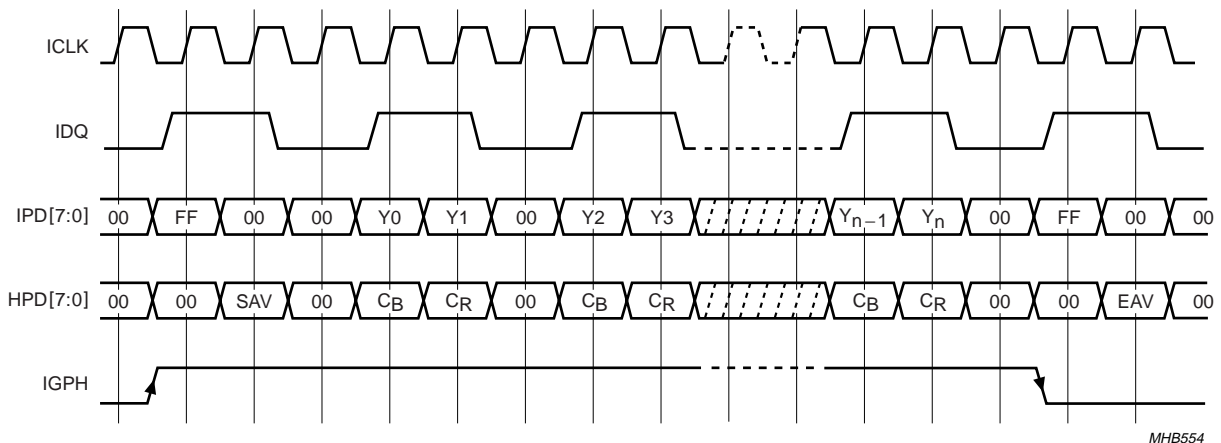 ICLK
IDQ
IPD[7:0] 00 FF 00 00 Y0 Y1 00 Y2 Y3 Yn−1 Yn 00 FF 00 00
HPD[7:0] 00 00 SAV 00 CB CR 00 CB CR CB CR 00 00 EAV 00
IGPH
MHB554